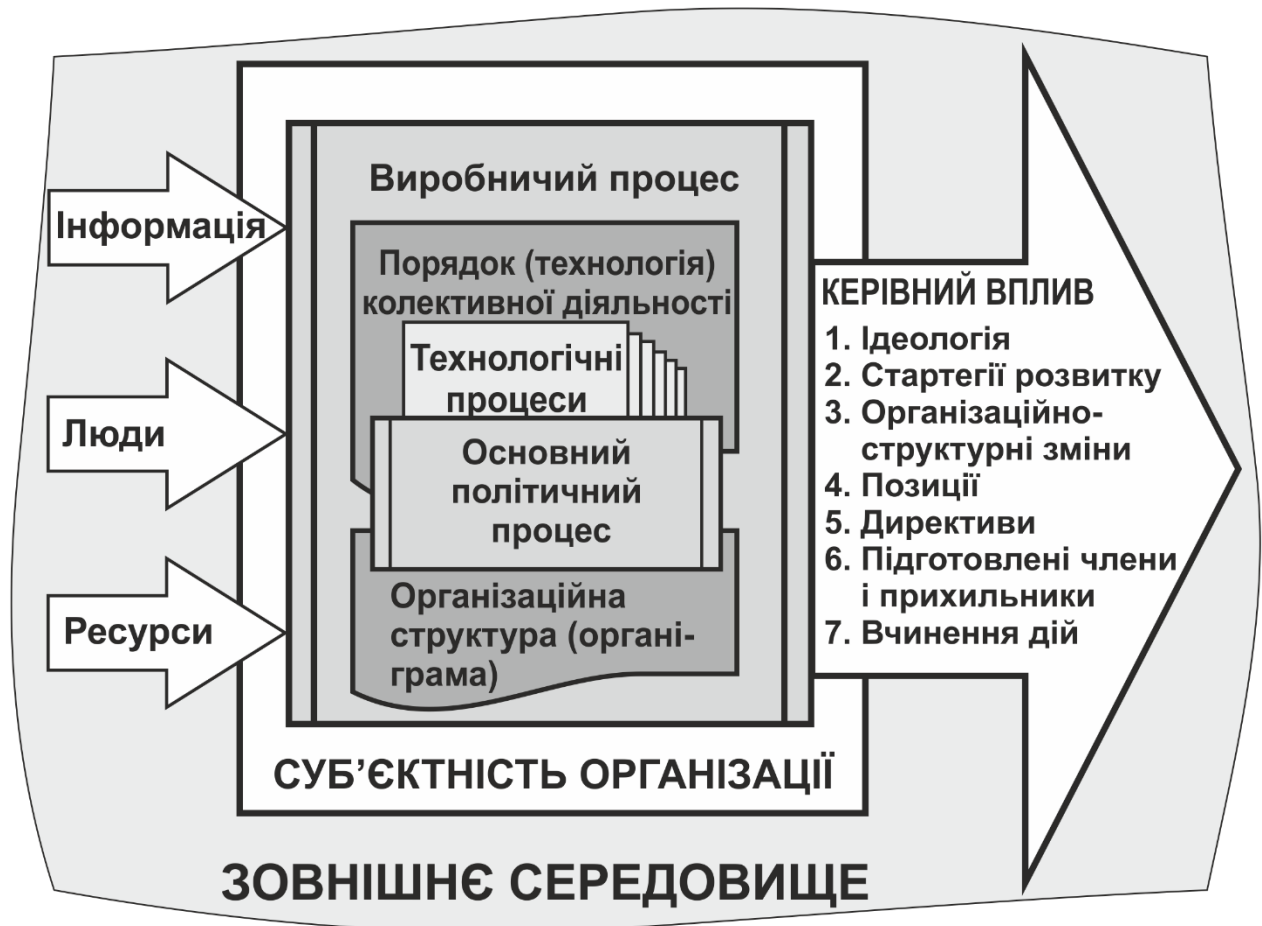 Інформація
Люди
Ресурси
Виробничий процес
Порядок (технологія)
колективної діяльності
Технологічні
процеси
Основний
політичний
процес
Організаційна
структура (органі-
грама)
СУБ’ЄКТНІСТЬ ОРГАНІЗАЦІЇ
КЕРІВНИЙ ВПЛИВ
1. Ідеологія
2. Стартегії розвитку
3. Організаційно-
структурні зміни
4. Позиції
5. Директиви
6. Підготовлені члени
і прихильники
7. Вчинення дій
ЗОВНІШНЄ СЕРЕДОВИЩЕ